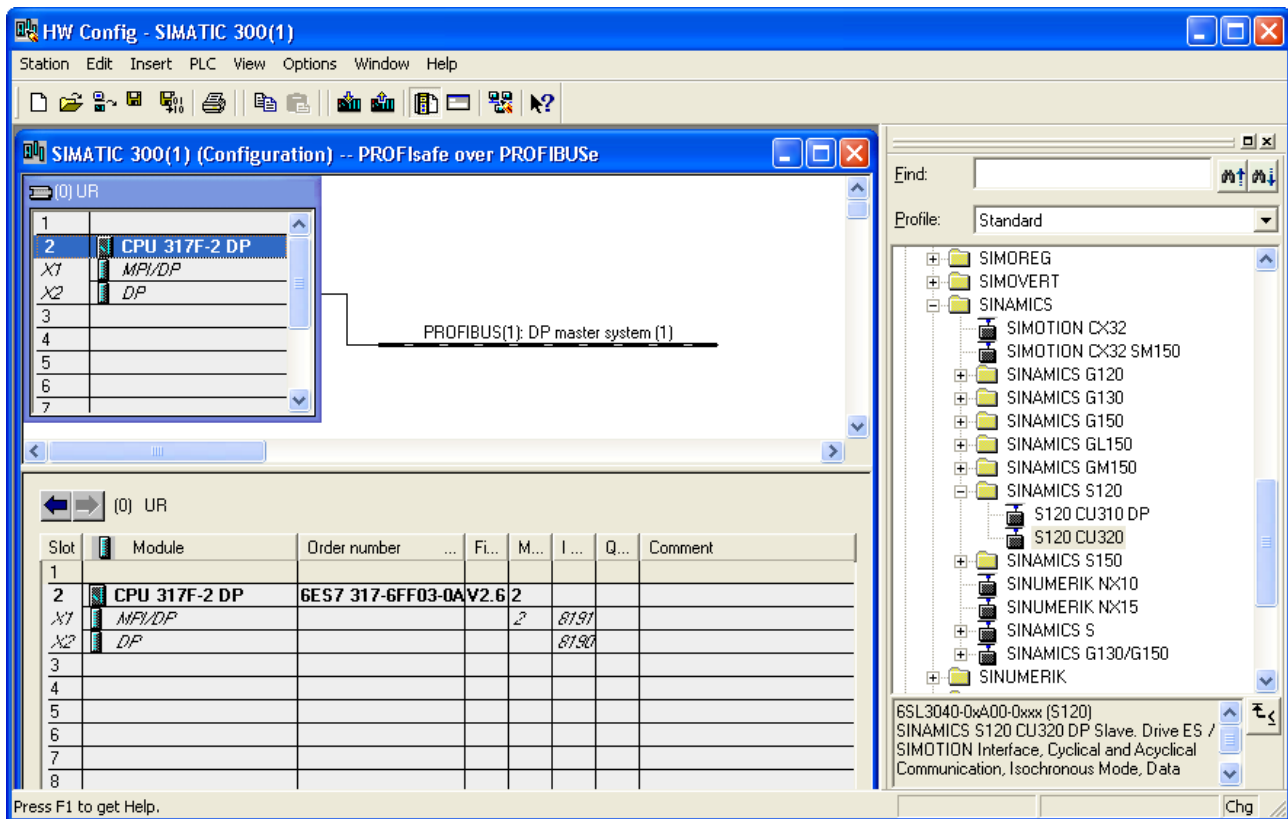 HW Config - SIMATIC 300(1)
Station Edit Insert PLC View Options Window Help
SIMATIC 300(1) (Configuration) -- PROFIsafe over PROFIBUSe
(0) UR
1
2 CPU 317F-2 DP
X1 MPI/DP
X2 DP
3
4
5
6
7
PROFIBUS(1): DP master system (1)
(0) UR
Slot Module Order number ... Fi... M... I ... Q... Comment
1
2 CPU 317F-2 DP 6ES7 317-6FF03-0A V2.6 2
X1 MPI/DP 2 8191
X2 DP 8190
3
4
5
6
7
8
Find:
Profile: Standard
SIMOREG
SIMOVERT
SINAMICS
SIMOTION CX32
SIMOTION CX32 SM150
SINAMICS G120
SINAMICS G130
SINAMICS G150
SINAMICS GL150
SINAMICS GM150
SINAMICS S120
S120 CU310 DP
S120 CU320
SINAMICS S150
SINUMERIK NX10
SINUMERIK NX15
SINAMICS S
SINAMICS G130/G150
SINUMERIK
6SL3040-0xA00-0xxx (S120)
SINAMICS S120 CU320 DP Slave. Drive ES /
SIMOTION Interface, Cyclical and Acyclical
Communication, Isochronous Mode, Data
Press F1 to get Help.
Chg